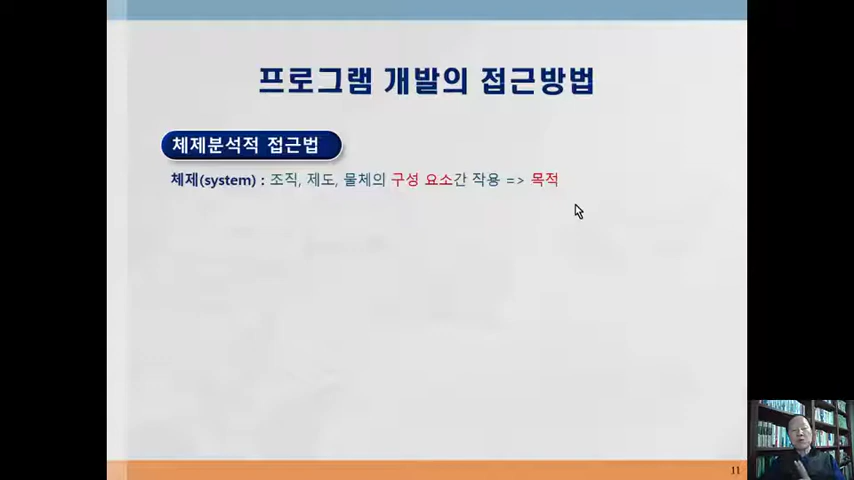 프로그램 개발의 접근방법
체제분석적 접근법
체제(system) : 조직, 제도, 물체의 구성 요소간 작용 => 목적
11